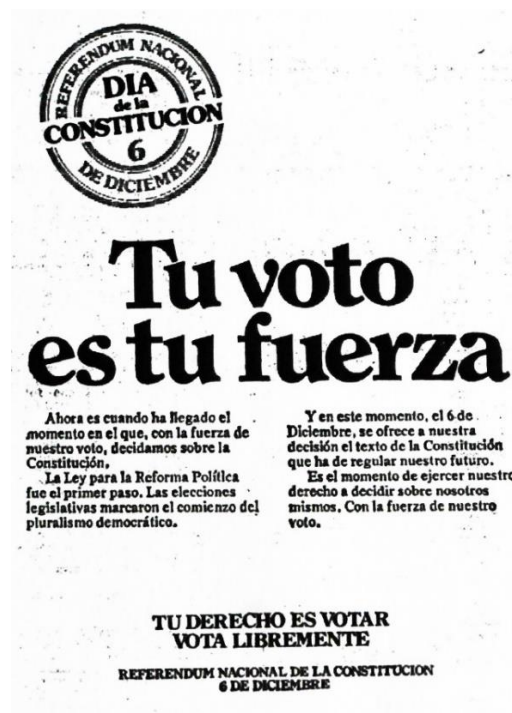 REFERENDUM NACIONAL
DIA
de la
CONSTITUCION
6
DE DICIEMBRE
Tu voto
es tu fuerza
Ahora es cuando ha llegado el
momento en el que, con la fuerza de
nuestro voto, decidamos sobre la
Constitución.
La Ley para la Reforma Política
fue el primer paso. Las elecciones
legislativas marcaron el comienzo del
pluralismo democrático.
Y en este momento, el 6 de
Diciembre, se ofrece a nuestra
decisión el texto de la Constitución
que ha de regular nuestro futuro.
Es el momento de ejercer nuestro
derecho a decidir sobre nosotros
mismos. Con la fuerza de nuestro
voto.
TU DERECHO ES VOTAR
VOTA LIBREMENTE
REFERENDUM NACIONAL DE LA CONSTITUCION
6 DE DICIEMBRE